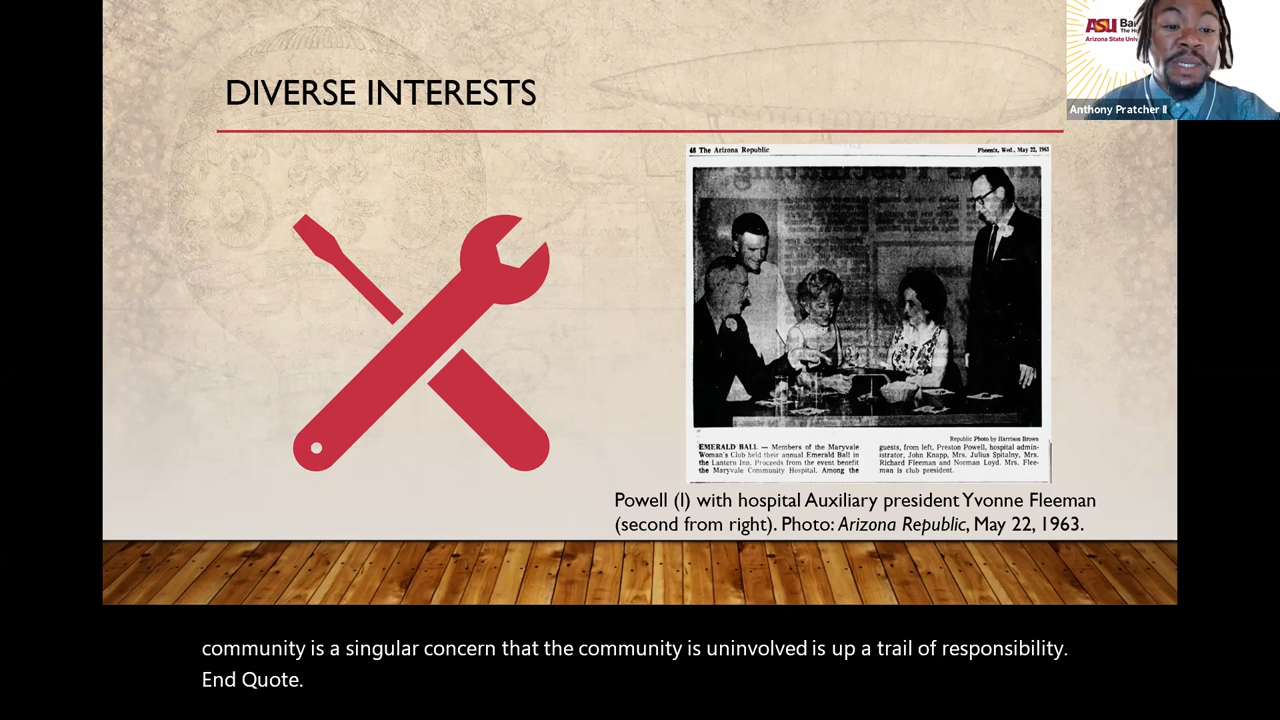 DIVERSE INTERESTS
ASU Bar
The Ho
Arizona State Univ
Anthony Pratcher II
48 The Arizona Republic
Phoenix, Wed., May 22, 1963
Republic Photo by Harrison Brown
EMERALD BALL — Members of the Maryvale
Woman's Club held their annual Emerald Ball in
the Lantern Inn. Proceeds from the event benefit
the Maryvale Community Hospital. Among the
guests, from left, Preston Powell, hospital admin-
istrator, John Knapp, Mrs. Julius Spitalny, Mrs.
Richard Fleeman and Norman Loyd. Mrs. Flee-
man is club president.
Powell (l) with hospital Auxiliary president Yvonne Fleeman
(second from right). Photo: Arizona Republic, May 22, 1963.
community is a singular concern that the community is uninvolved is up a trail of responsibility.
End Quote.